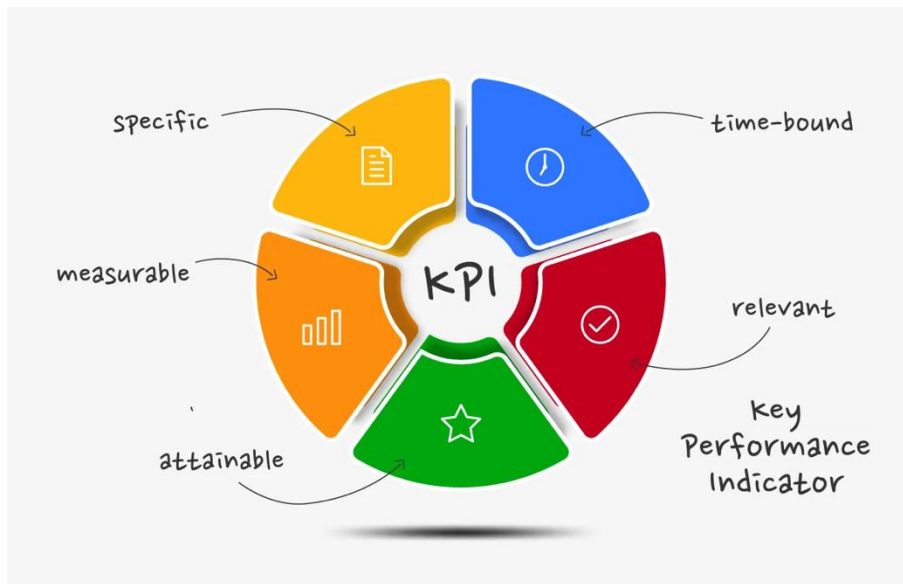 specific
time-bound
measurable
KPI
relevant
attainable
Key
Performance
Indicator